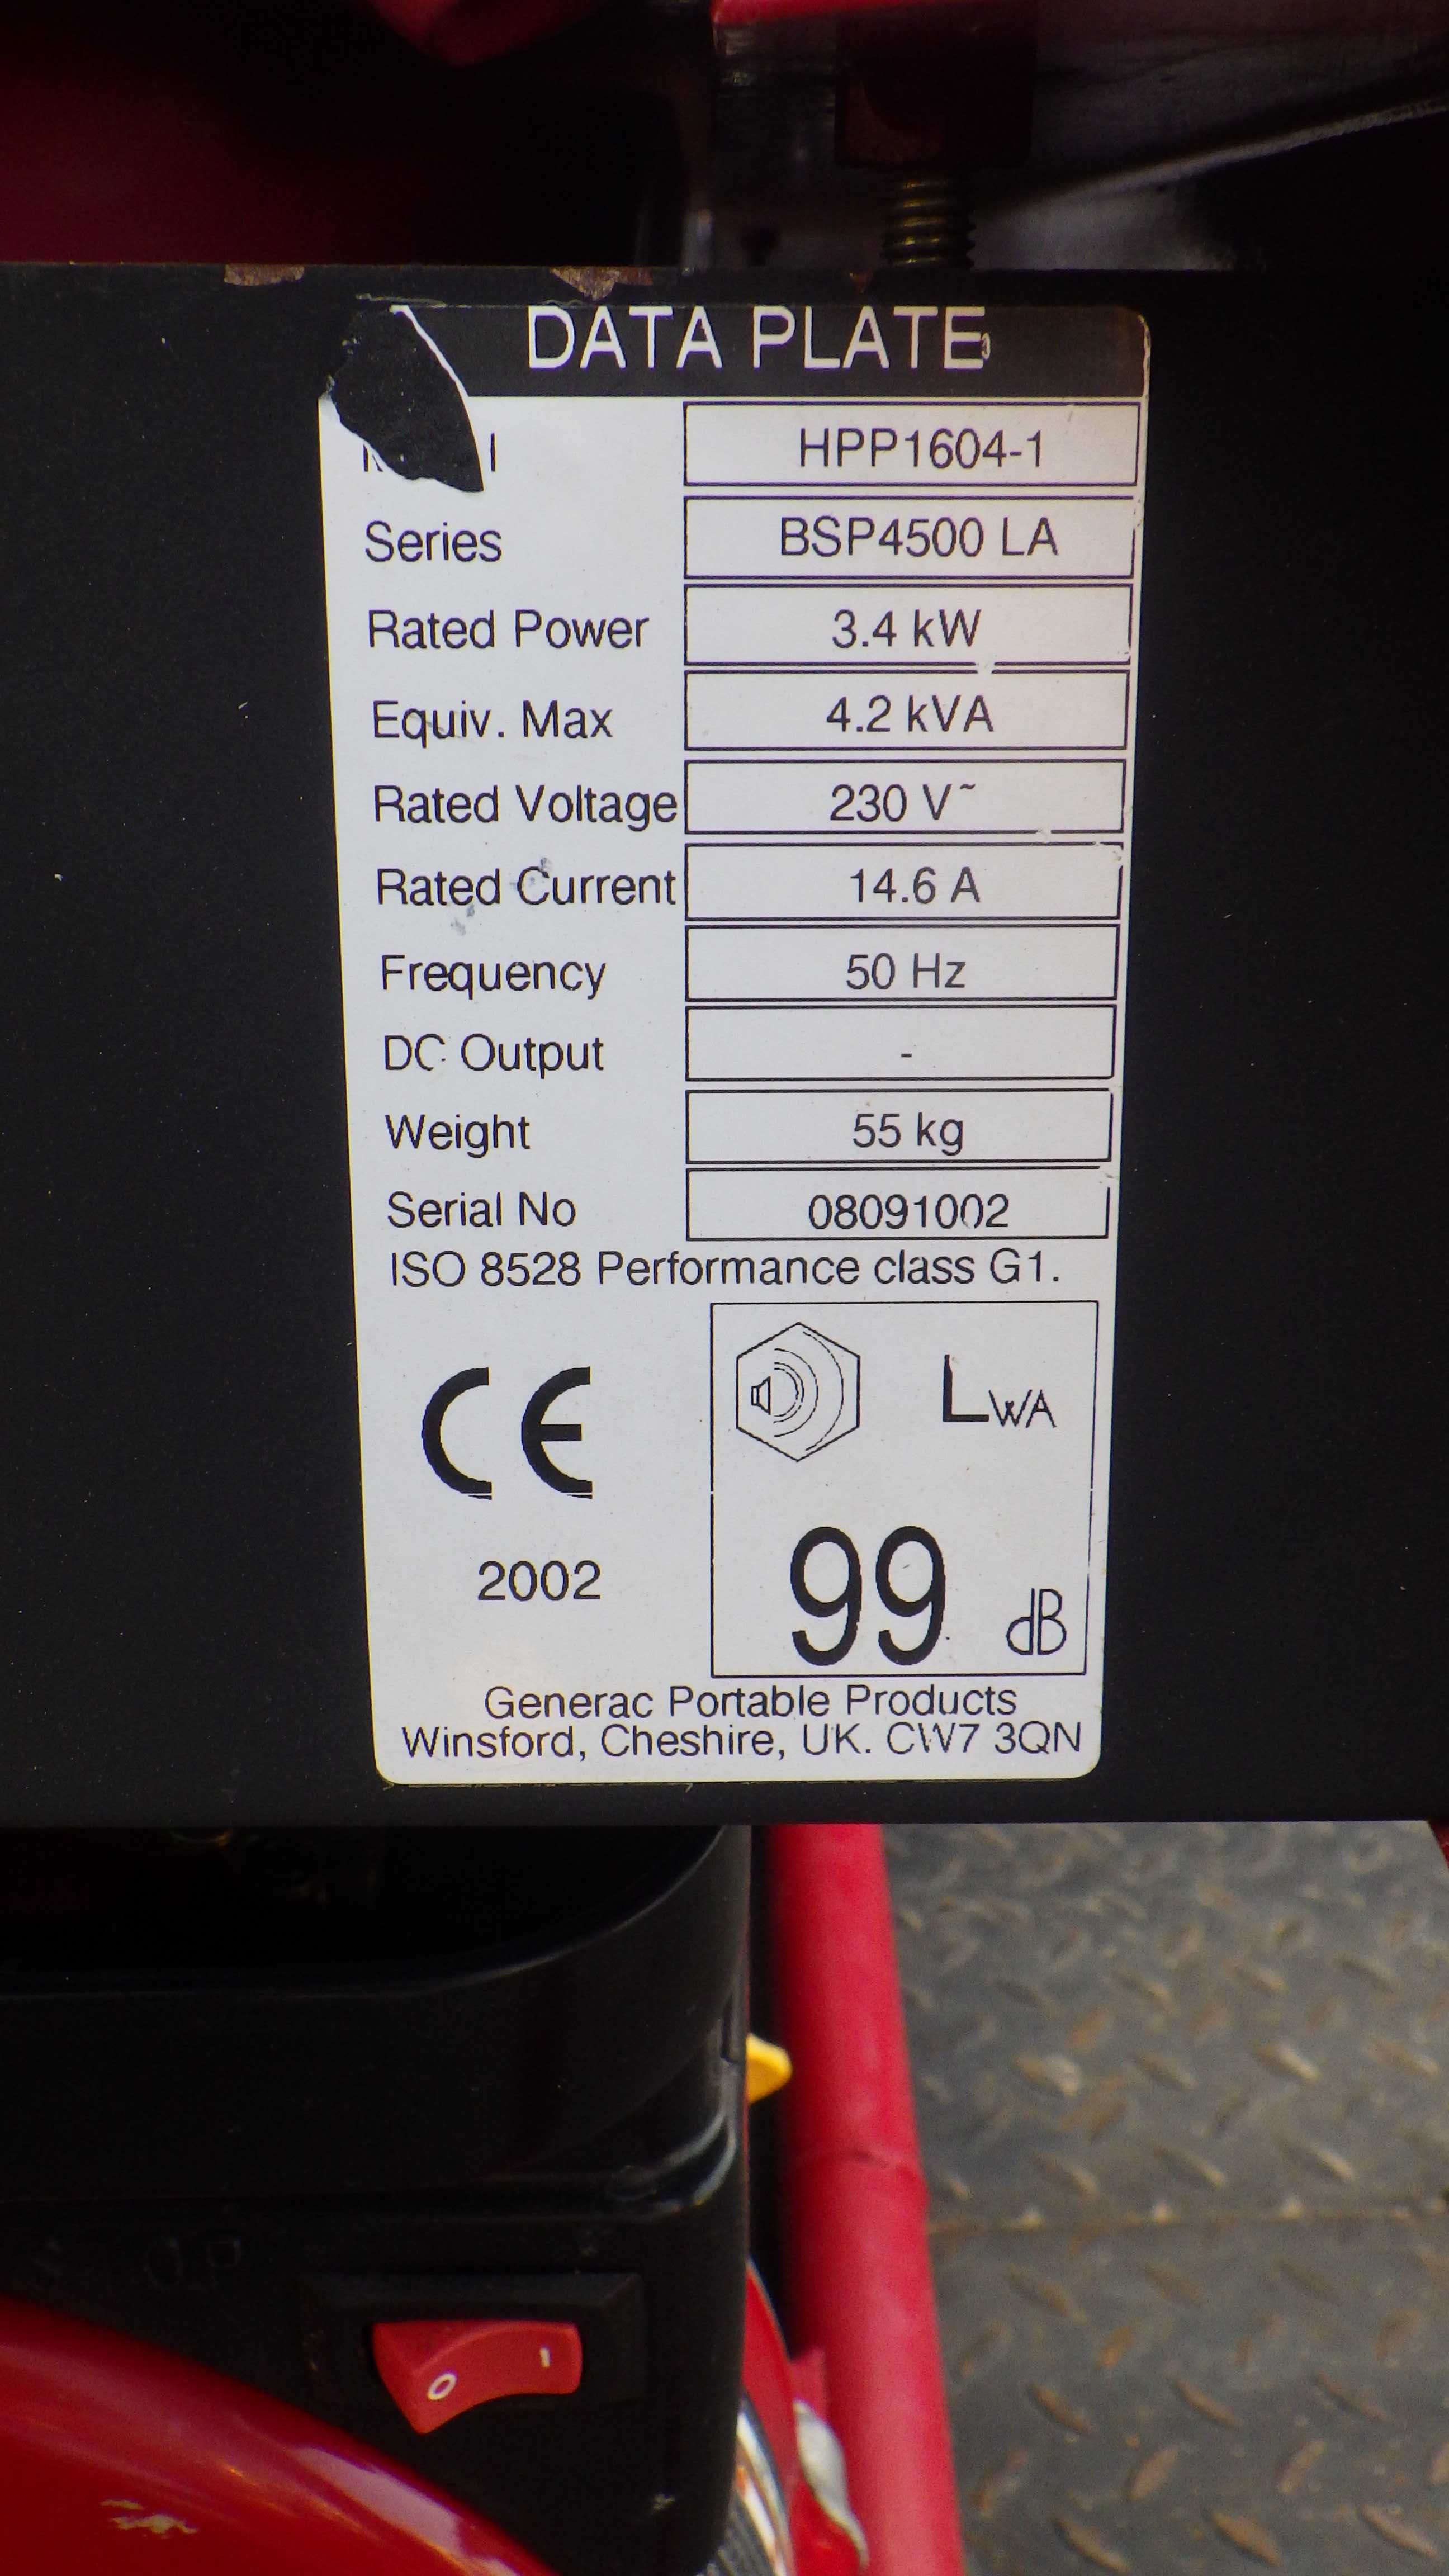 DATA PLATE
HPP1604-1
Series BSP4500 LA
Rated Power 3.4 kW
Equiv. Max 4.2 kVA
Rated Voltage 230 V~
Rated Current 14.6 A
Frequency 50 Hz
DC Output -
Weight 55 kg
Serial No 08091002
ISO 8528 Performance class G1.
CE LWA
2002 99 dB
Generac Portable Products
Winsford, Cheshire, UK. CW7 3QN
STOP
0 1